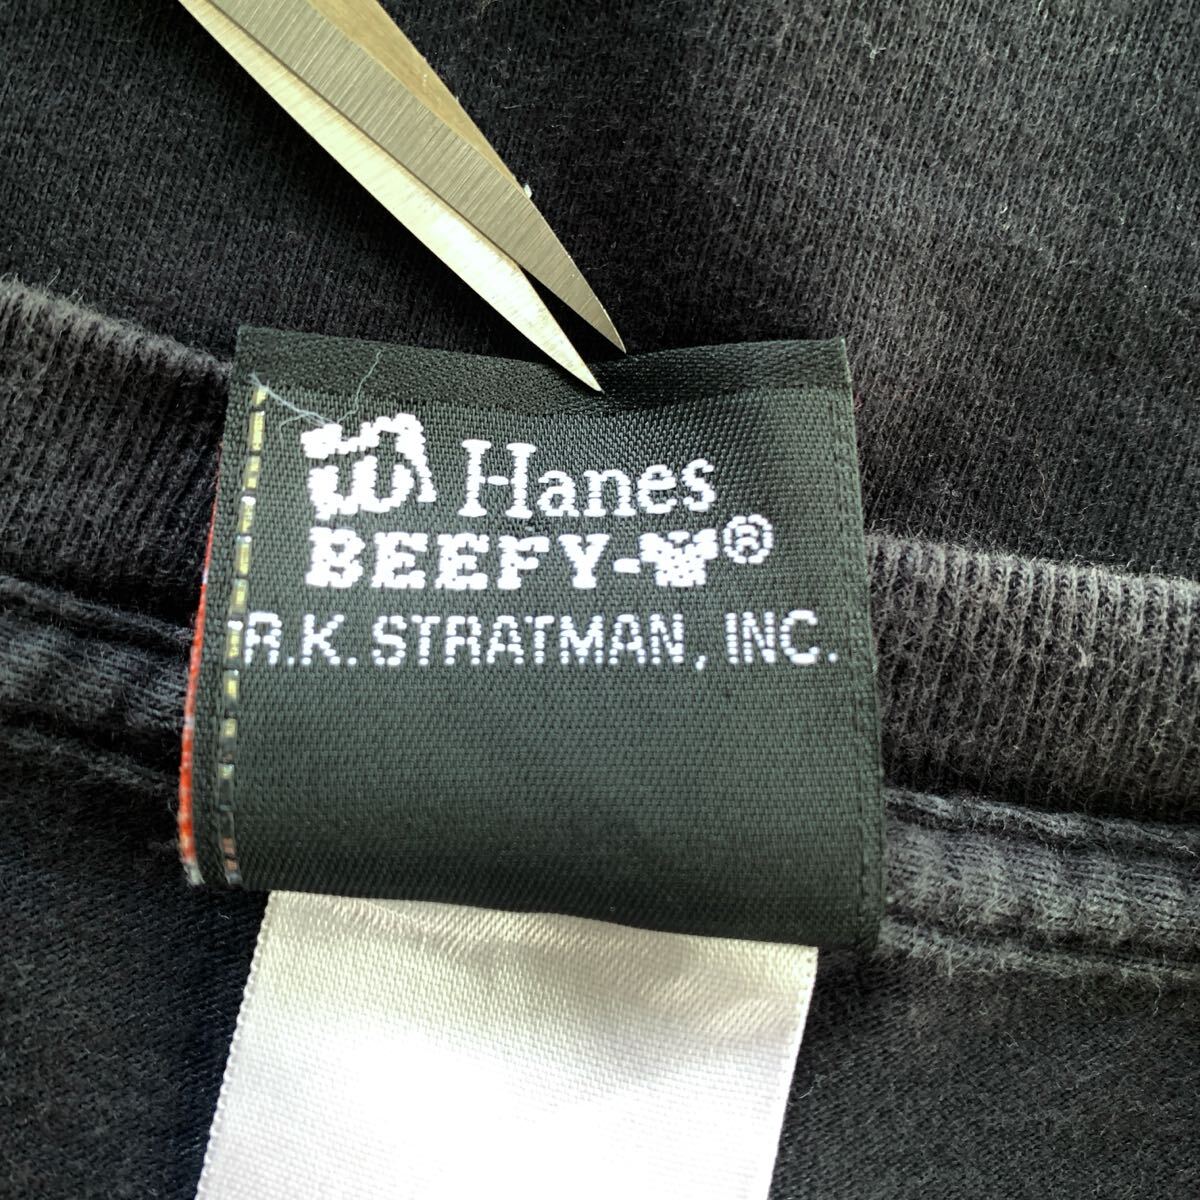 Hanes
BEEFY-T®
R.K. STRATMAN, INC.